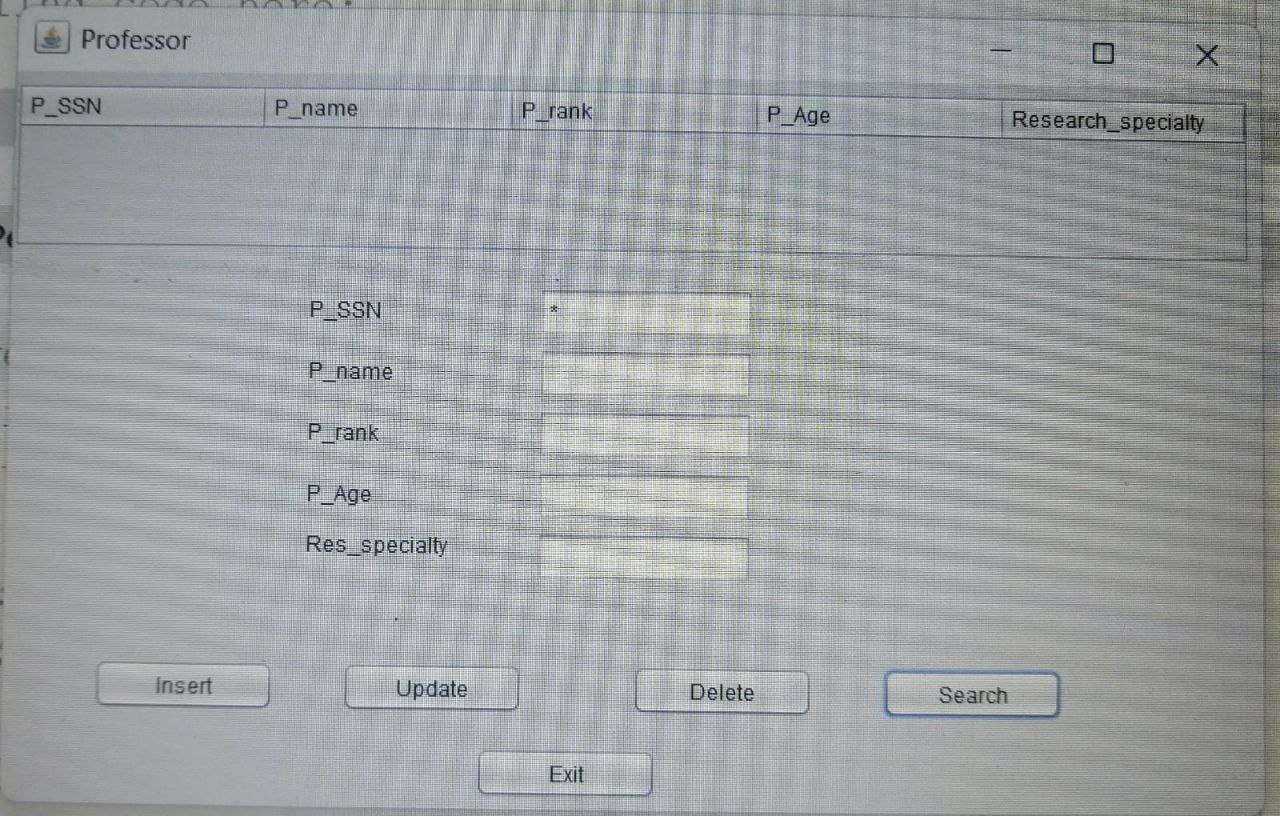 Professor
P_SSN P_name P_rank P_Age Research_specialty
P_SSN *
P_name
P_rank
P_Age
Res_specialty
Insert Update Delete Search
Exit